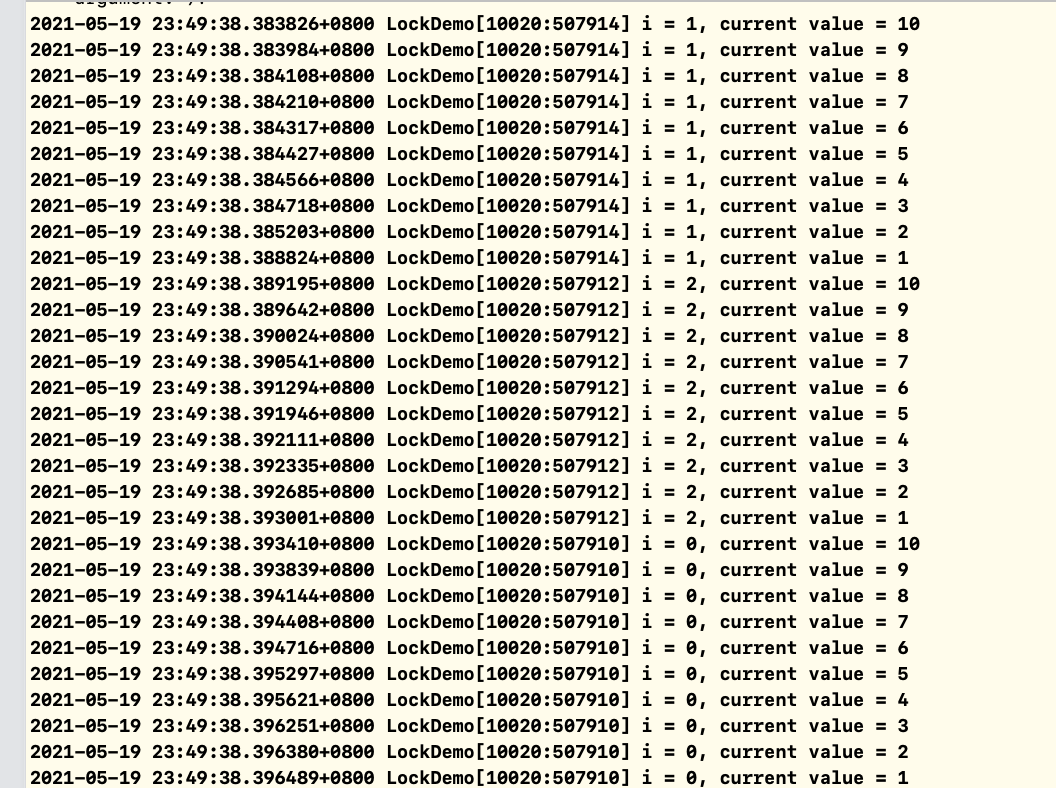 2021-05-19 23:49:38.383826+0800 LockDemo[10020:507914] i = 1, current value = 10
2021-05-19 23:49:38.383984+0800 LockDemo[10020:507914] i = 1, current value = 9
2021-05-19 23:49:38.384108+0800 LockDemo[10020:507914] i = 1, current value = 8
2021-05-19 23:49:38.384210+0800 LockDemo[10020:507914] i = 1, current value = 7
2021-05-19 23:49:38.384317+0800 LockDemo[10020:507914] i = 1, current value = 6
2021-05-19 23:49:38.384427+0800 LockDemo[10020:507914] i = 1, current value = 5
2021-05-19 23:49:38.384566+0800 LockDemo[10020:507914] i = 1, current value = 4
2021-05-19 23:49:38.384718+0800 LockDemo[10020:507914] i = 1, current value = 3
2021-05-19 23:49:38.385203+0800 LockDemo[10020:507914] i = 1, current value = 2
2021-05-19 23:49:38.388824+0800 LockDemo[10020:507914] i = 1, current value = 1
2021-05-19 23:49:38.389195+0800 LockDemo[10020:507912] i = 2, current value = 10
2021-05-19 23:49:38.389642+0800 LockDemo[10020:507912] i = 2, current value = 9
2021-05-19 23:49:38.390024+0800 LockDemo[10020:507912] i = 2, current value = 8
2021-05-19 23:49:38.390541+0800 LockDemo[10020:507912] i = 2, current value = 7
2021-05-19 23:49:38.391294+0800 LockDemo[10020:507912] i = 2, current value = 6
2021-05-19 23:49:38.391946+0800 LockDemo[10020:507912] i = 2, current value = 5
2021-05-19 23:49:38.392111+0800 LockDemo[10020:507912] i = 2, current value = 4
2021-05-19 23:49:38.392335+0800 LockDemo[10020:507912] i = 2, current value = 3
2021-05-19 23:49:38.392685+0800 LockDemo[10020:507912] i = 2, current value = 2
2021-05-19 23:49:38.393001+0800 LockDemo[10020:507912] i = 2, current value = 1
2021-05-19 23:49:38.393410+0800 LockDemo[10020:507910] i = 0, current value = 10
2021-05-19 23:49:38.393839+0800 LockDemo[10020:507910] i = 0, current value = 9
2021-05-19 23:49:38.394144+0800 LockDemo[10020:507910] i = 0, current value = 8
2021-05-19 23:49:38.394408+0800 LockDemo[10020:507910] i = 0, current value = 7
2021-05-19 23:49:38.394716+0800 LockDemo[10020:507910] i = 0, current value = 6
2021-05-19 23:49:38.395297+0800 LockDemo[10020:507910] i = 0, current value = 5
2021-05-19 23:49:38.395621+0800 LockDemo[10020:507910] i = 0, current value = 4
2021-05-19 23:49:38.396251+0800 LockDemo[10020:507910] i = 0, current value = 3
2021-05-19 23:49:38.396380+0800 LockDemo[10020:507910] i = 0, current value = 2
2021-05-19 23:49:38.396489+0800 LockDemo[10020:507910] i = 0, current value = 1